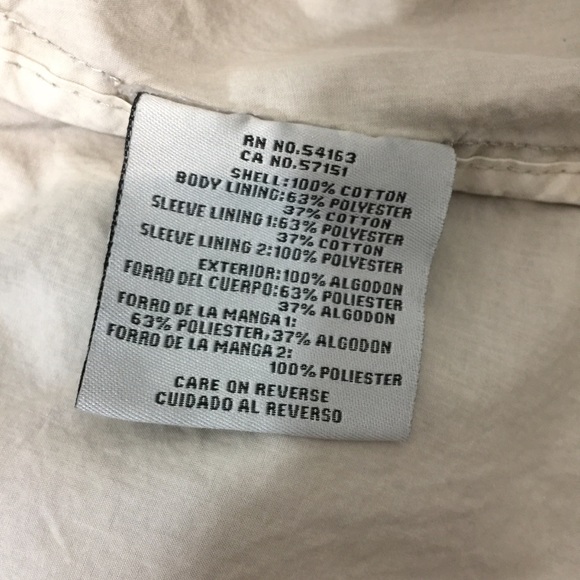 RN NO.54163
CA NO.57151
SHELL:100% COTTON
BODY LINING:63% POLYESTER
37% COTTON
SLEEVE LINING 1:63% POLYESTER
37% COTTON
SLEEVE LINING 2:100% POLYESTER
EXTERIOR:100% ALGODON
FORRO DEL CUERPO:63% POLIESTER
37% ALGODON
FORRO DE LA MANGA 1:
63% POLIESTER,37% ALGODON
FORRO DE LA MANGA 2:
100% POLIESTER
CARE ON REVERSE
CUIDADO AL REVERSO